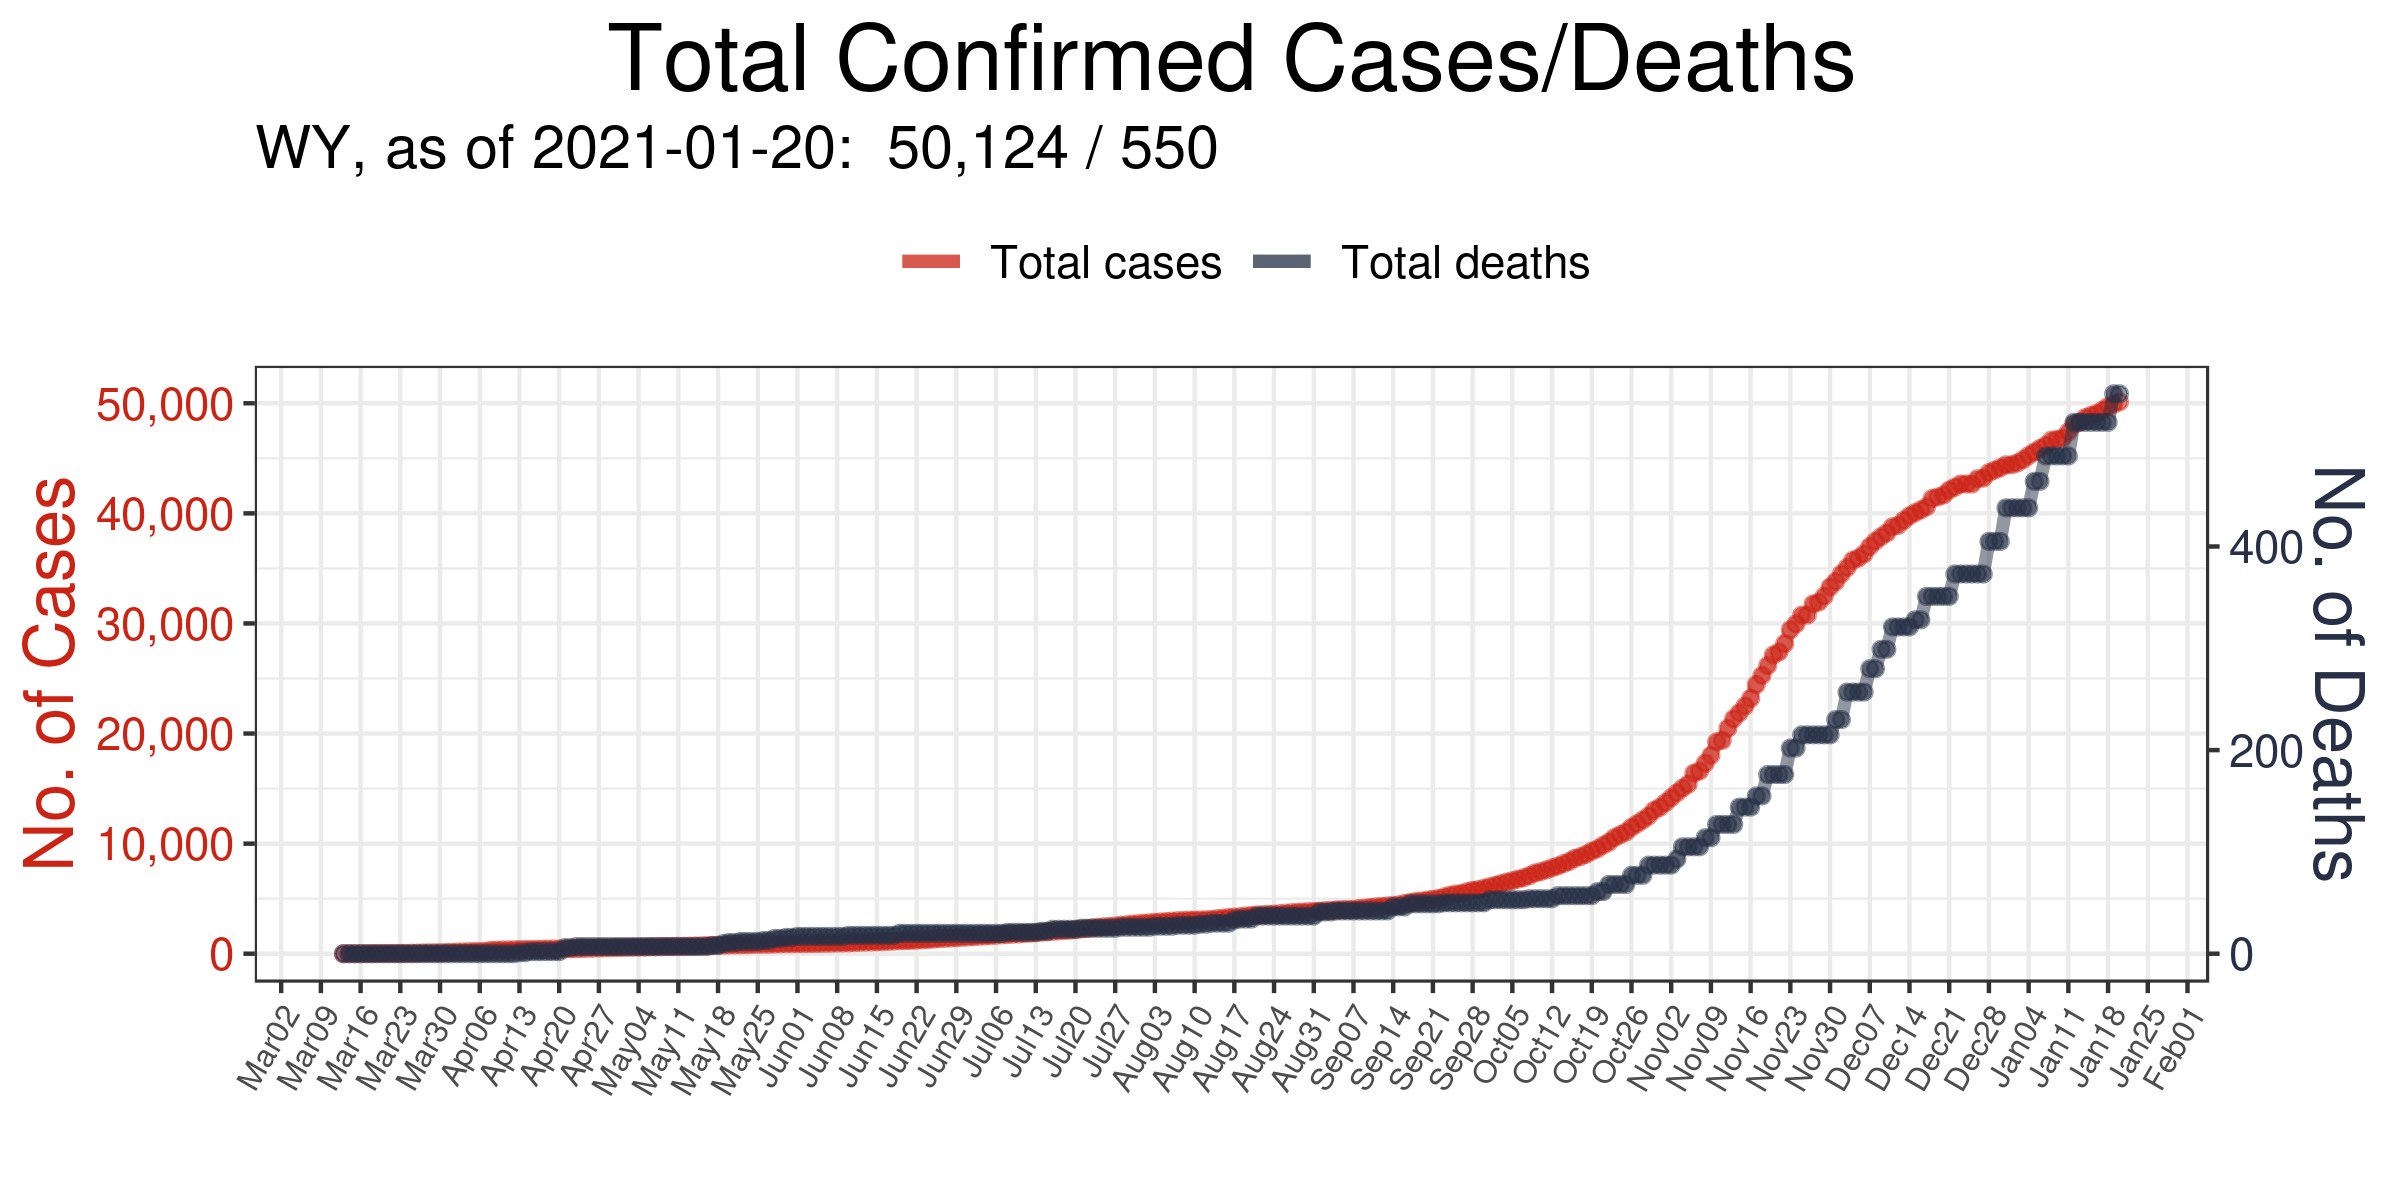 Total Confirmed Cases/Deaths
WY, as of 2021-01-20:  50,124 / 550
Total cases
Total deaths
No. of Cases
50,000
40,000
30,000
20,000
10,000
0
400
200
0
No. of Deaths
Mar02
Mar09
Mar16
Mar23
Mar30
Apr06
Apr13
Apr20
Apr27
May04
May11
May18
May25
Jun01
Jun08
Jun15
Jun22
Jun29
Jul06
Jul13
Jul20
Jul27
Aug03
Aug10
Aug17
Aug24
Aug31
Sep07
Sep14
Sep21
Sep28
Oct05
Oct12
Oct19
Oct26
Nov02
Nov09
Nov16
Nov23
Nov30
Dec07
Dec14
Dec21
Dec28
Jan04
Jan11
Jan18
Jan25
Feb01